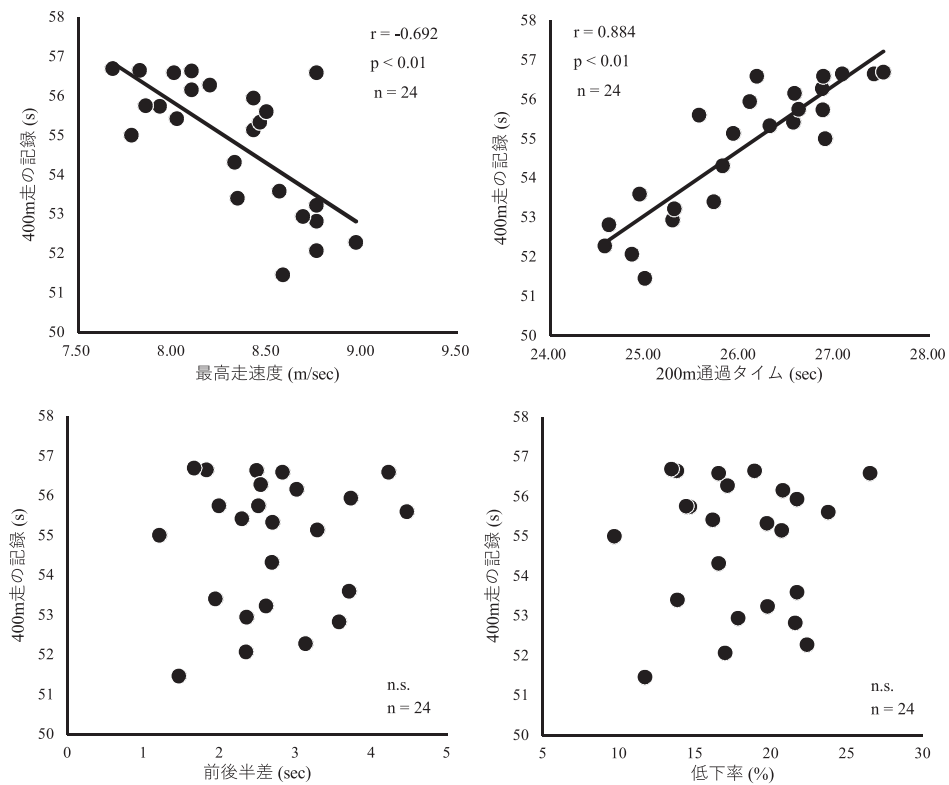 58
57
56
55
54
53
52
51
50
400m走の記録 (s)
r = -0.692
p < 0.01
n = 24
7.50 8.00 8.50 9.00 9.50
最高走速度 (m/sec)
58
57
56
55
54
53
52
51
50
400m走の記録 (s)
r = 0.884
p < 0.01
n = 24
24.00 25.00 26.00 27.00 28.00
200m通過タイム (sec)
58
57
56
55
54
53
52
51
50
400m走の記録 (s)
n.s.
n = 24
0 1 2 3 4 5
前後半差 (sec)
58
57
56
55
54
53
52
51
50
400m走の記録 (s)
n.s.
n = 24
5 10 15 20 25 30
低下率 (%)